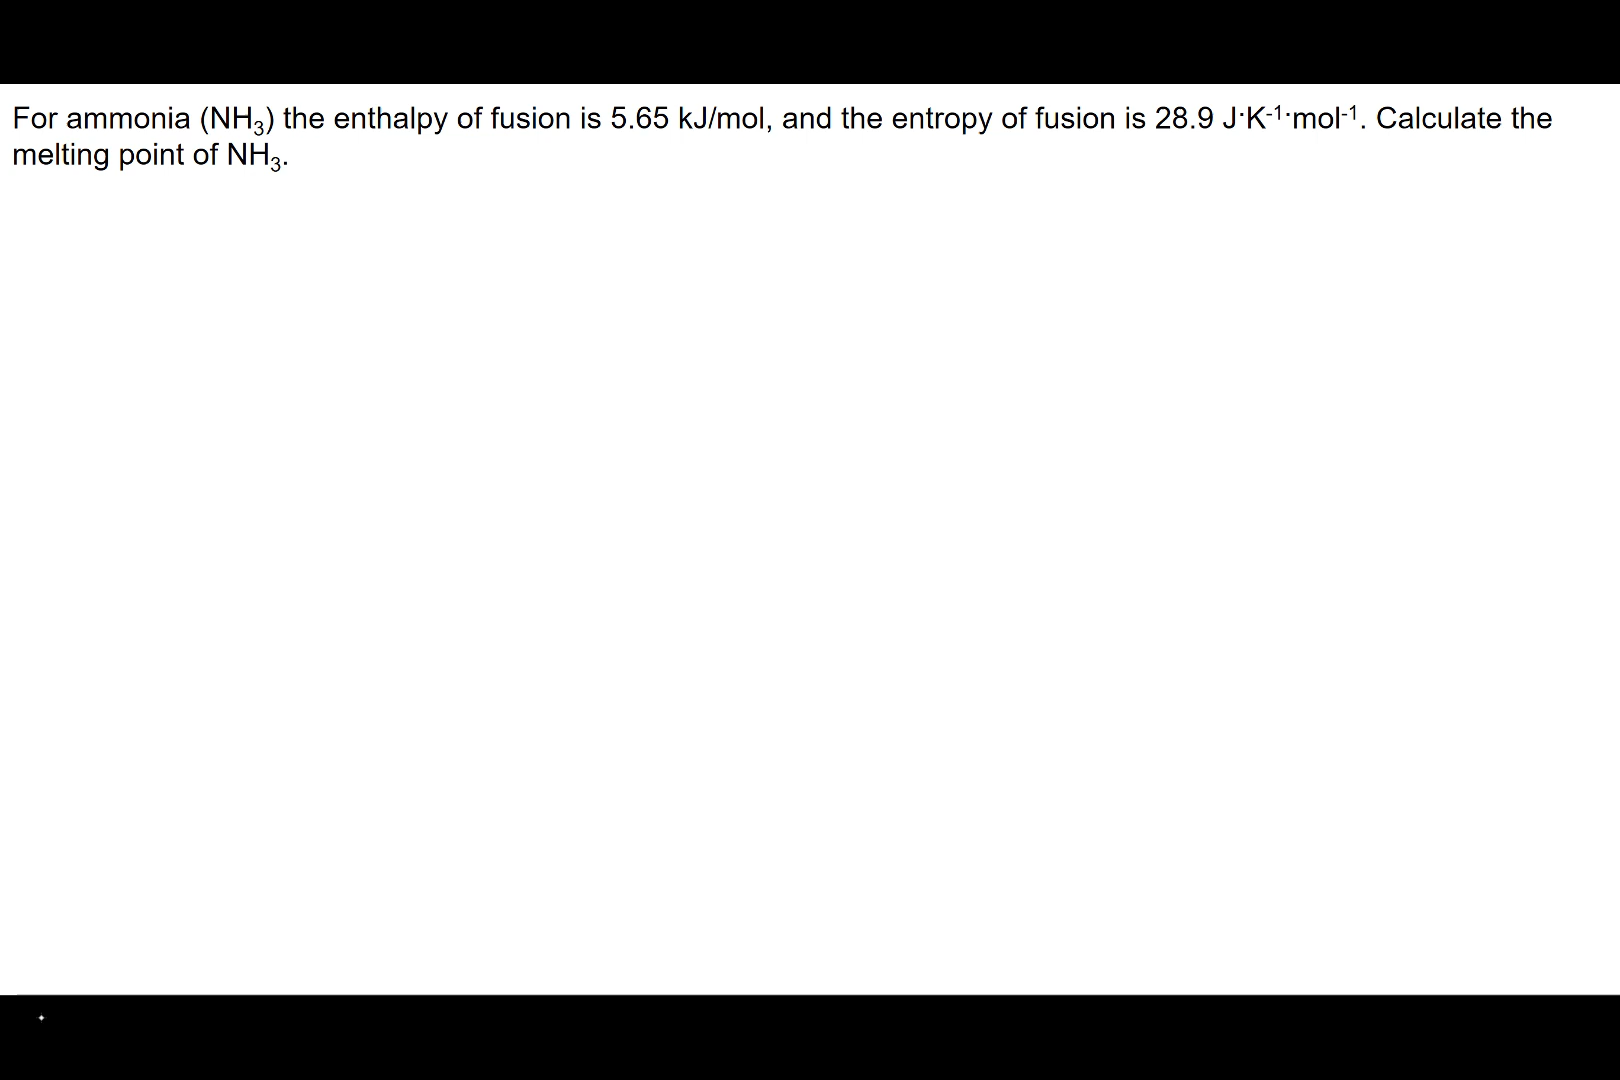 For ammonia (NH₃) the enthalpy of fusion is 5.65 kJ/mol, and the entropy of fusion is 28.9 J·K⁻¹·mol⁻¹. Calculate the
melting point of NH₃.